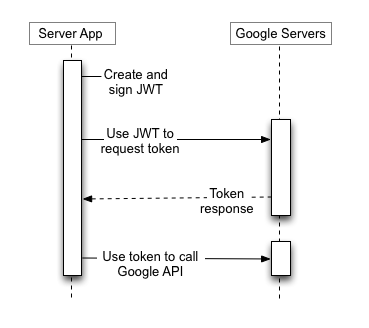 Server App
Google Servers
Create and
sign JWT
Use JWT to
request token
Token
response
Use token to call
Google API